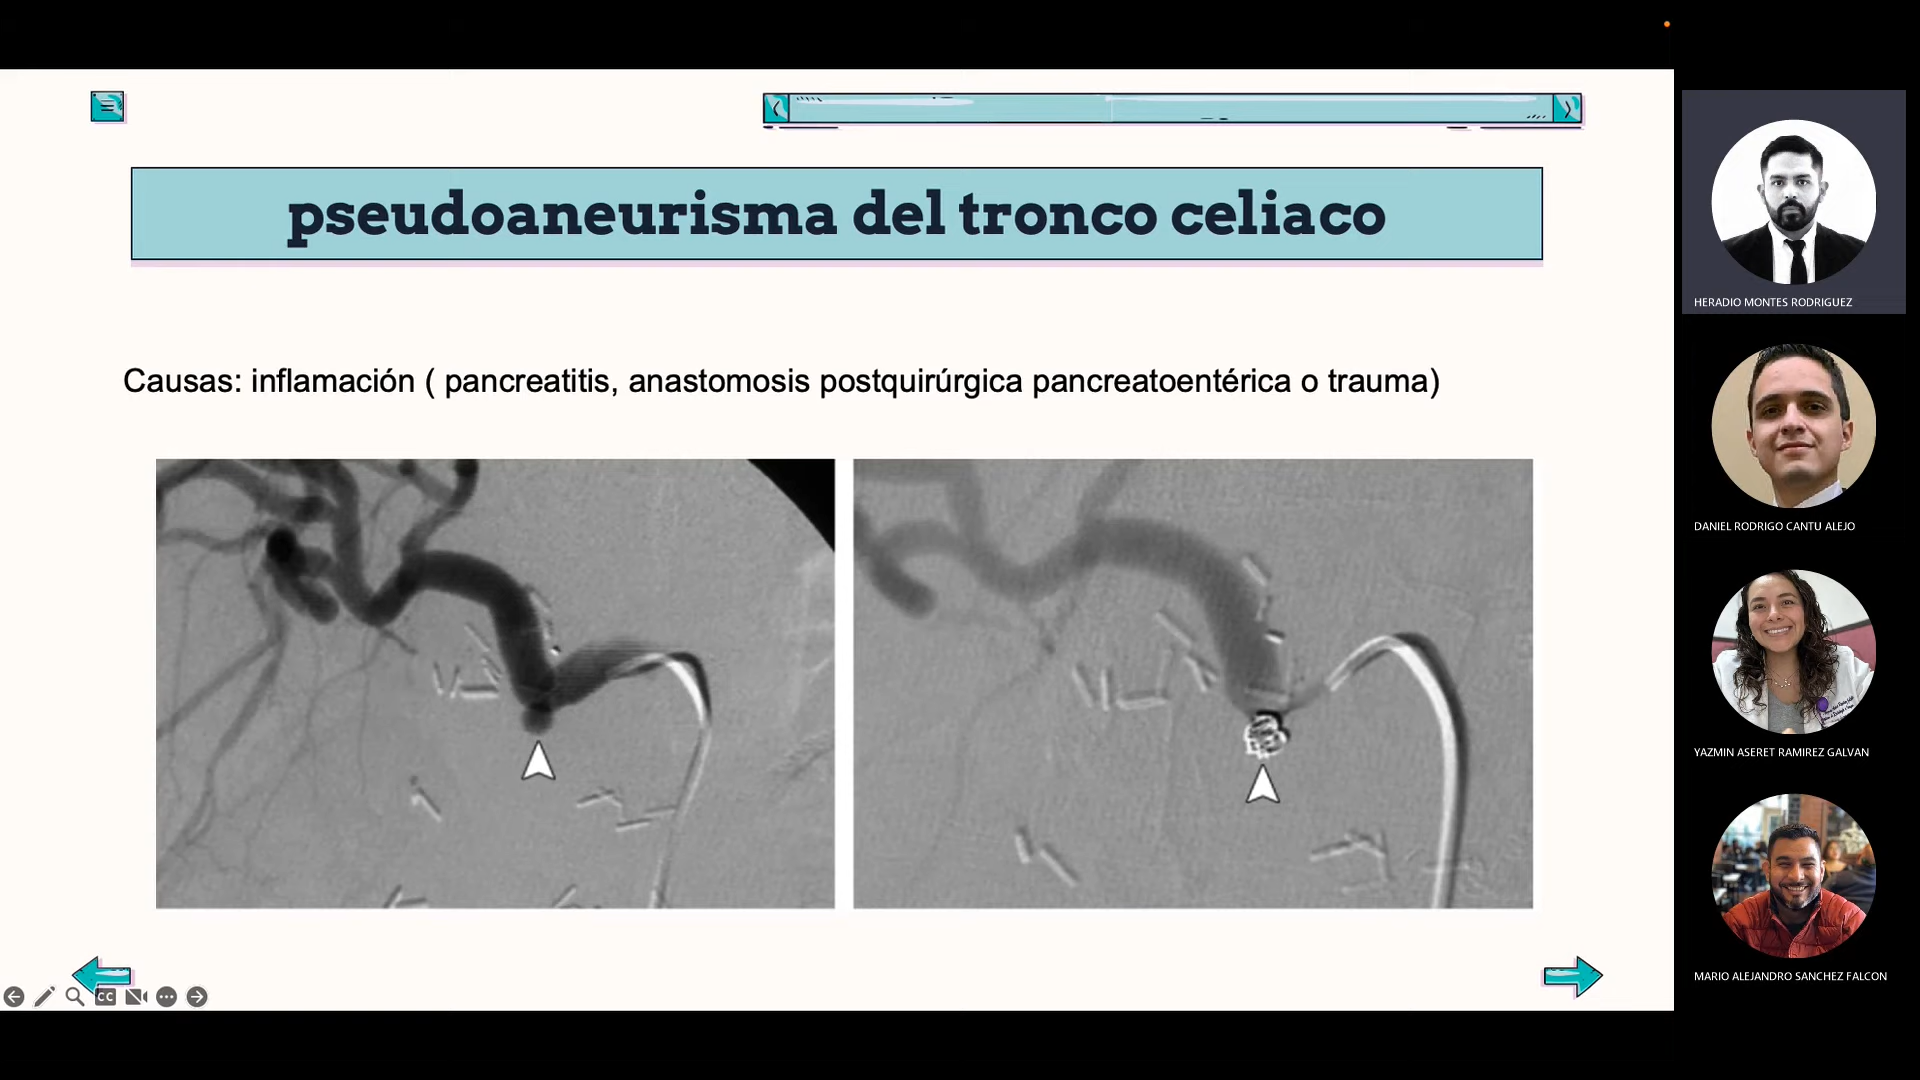 pseudoaneurisma del tronco celiaco
Causas: inflamación ( pancreatitis, anastomosis postquirúrgica pancreatoentérica o trauma)
CC
HERADIO MONTES RODRIGUEZ
DANIEL RODRIGO CANTU ALEJO
YAZMIN ASERET RAMIREZ GALVAN
MARIO ALEJANDRO SANCHEZ FALCON